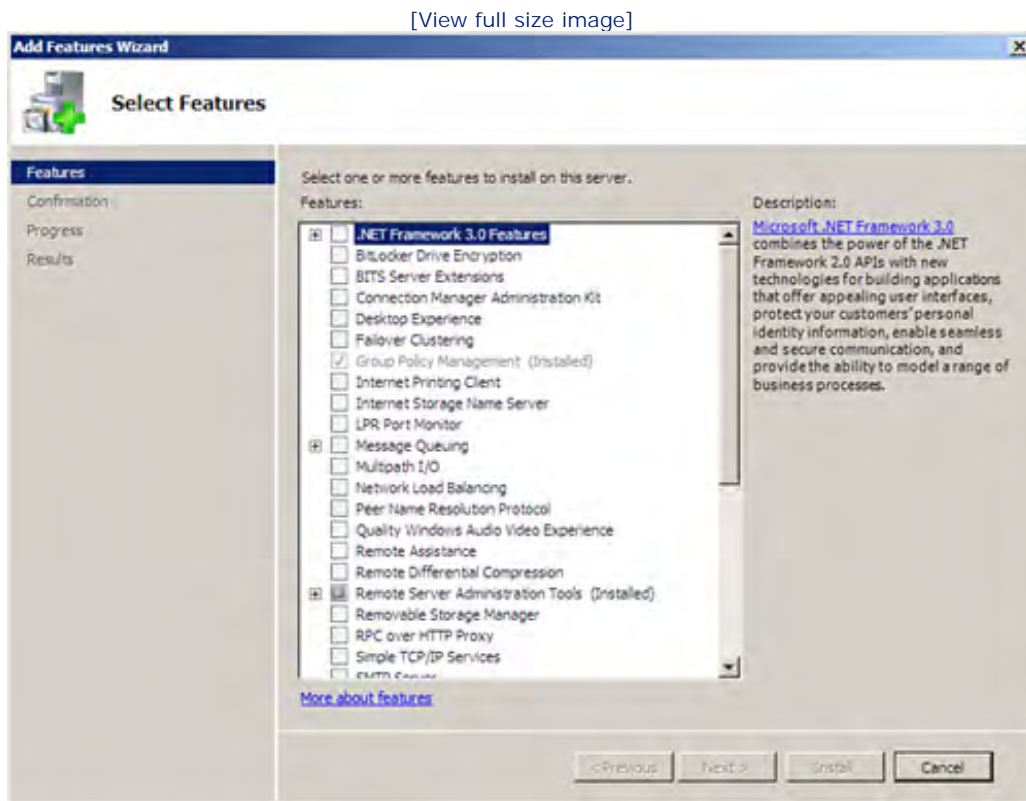 [View full size image]
Add Features Wizard
Select Features
Features
Confirmation
Progress
Results
Select one or more features to install on this server.
Features:
.NET Framework 3.0 Features
BitLocker Drive Encryption
BITS Server Extensions
Connection Manager Administration Kit
Desktop Experience
Failover Clustering
Group Policy Management (Installed)
Internet Printing Client
Internet Storage Name Server
LPR Port Monitor
Message Queuing
Multipath I/O
Network Load Balancing
Peer Name Resolution Protocol
Quality Windows Audio Video Experience
Remote Assistance
Remote Differential Compression
Remote Server Administration Tools (Installed)
Removable Storage Manager
RPC over HTTP Proxy
Simple TCP/IP Services
SMTP Server
Description:
Microsoft .NET Framework 3.0
combines the power of the .NET
Framework 2.0 APIs with new
technologies for building applications
that offer appealing user interfaces,
protect your customers' personal
identity information, enable seamless
and secure communication, and
provide the ability to model a range of
business processes.
More about features
< Previous
Next >
Install
Cancel